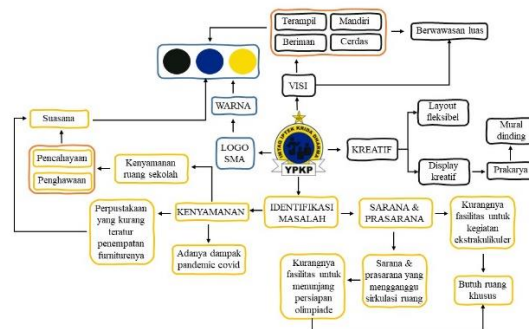 Terampil
Mandiri
Beriman
Cerdas
Berwawasan luas
VISI
Suasana
WARNA
Layout
fleksibel
Mural
dinding
Pencahayaan
Penghawaan
Kenyamanan
ruang sekolah
LOGO
SMA
YPKP
KREATIF
Display
kreatif
Prakarya
Perpustakaan
yang kurang
teratur
penempatan
furniturenya
KENYAMANAN
IDENTIFIKASI
MASALAH
SARANA &
PRASARANA
Kurangnya
fasilitas untuk
kegiatan
ekstrakulikuler
Adanya dampak
pandemic covid
Kurangnya
fasilitas untuk
menunjang
persiapan
olimpiade
Sarana &
prasarana yang
mengganggu
sirkulasi ruang
Butuh ruang
khusus